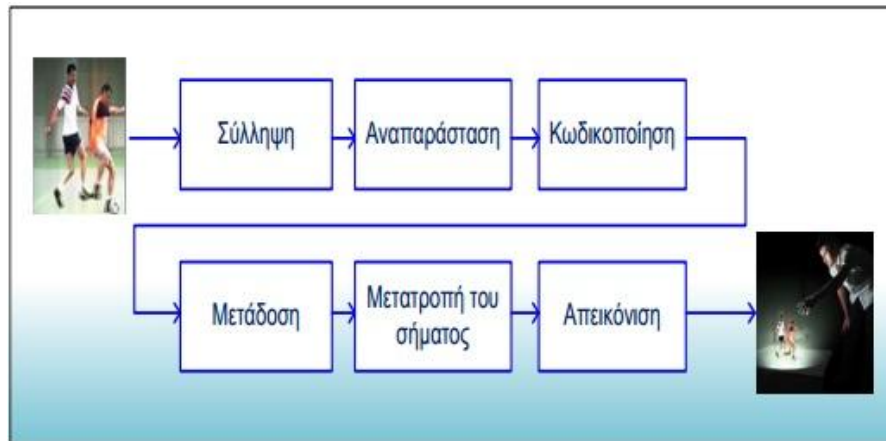 Σύλληψη
Αναπαράσταση
Κωδικοποίηση
Μετάδοση
Μετατροπή του
σήματος
Απεικόνιση